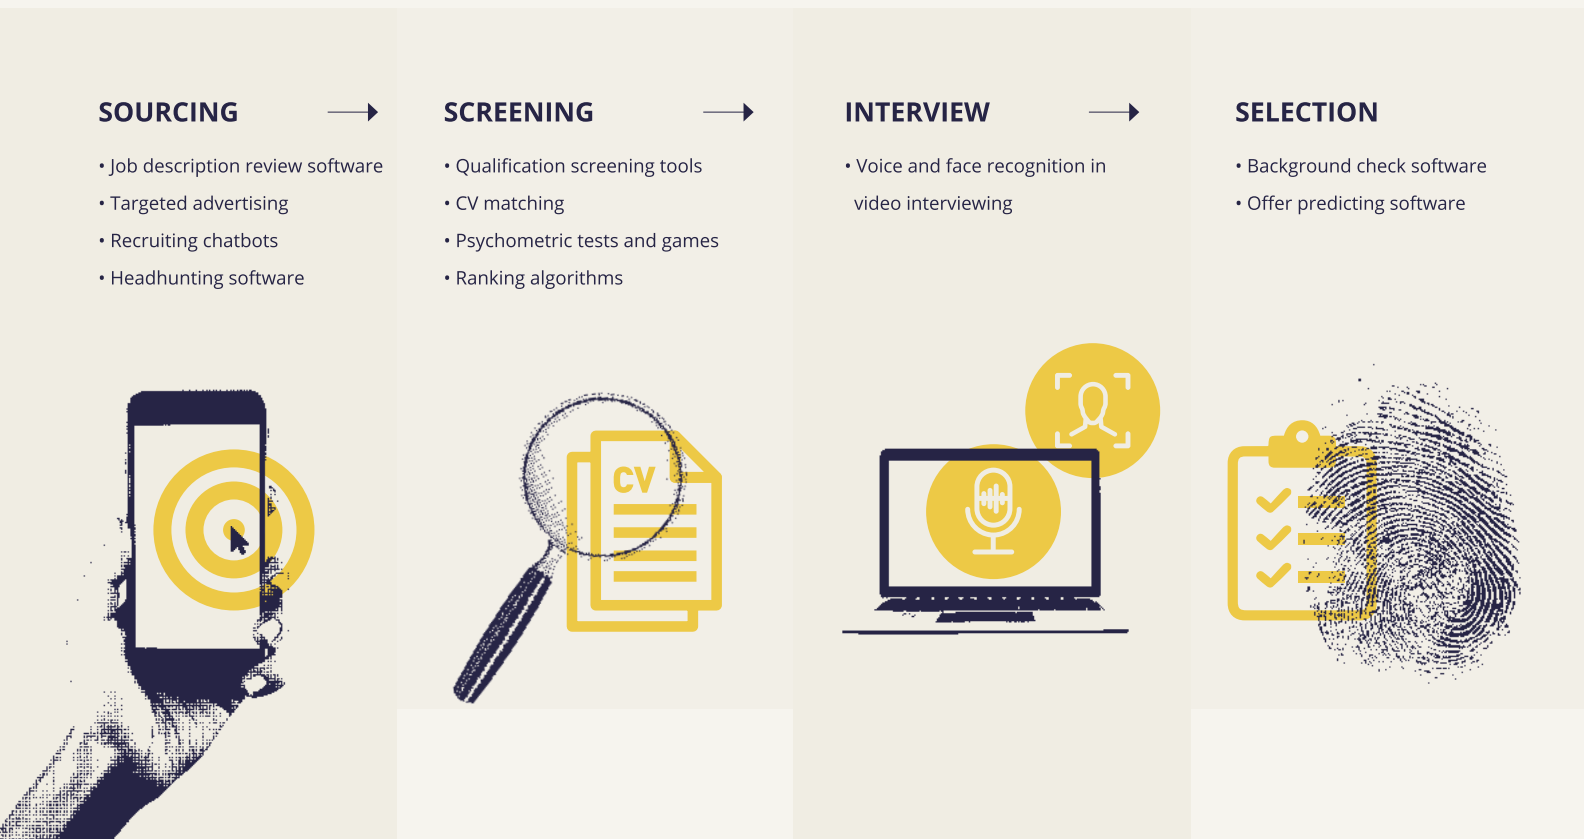 SOURCING
• Job description review software
• Targeted advertising
• Recruiting chatbots
• Headhunting software
SCREENING
• Qualification screening tools
• CV matching
• Psychometric tests and games
• Ranking algorithms
CV
INTERVIEW
• Voice and face recognition in
video interviewing
SELECTION
• Background check software
• Offer predicting software